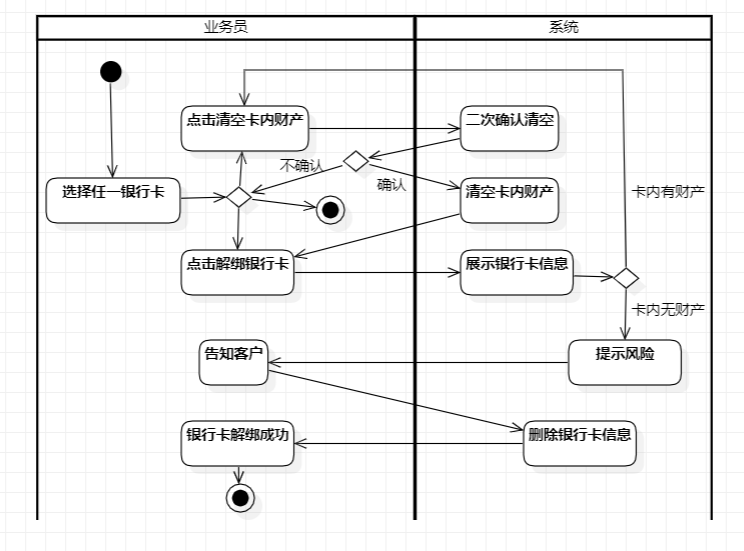 业务员
系统
点击清空卡内财产
二次确认清空
不确认
确认
选择任一银行卡
清空卡内财产
卡内有财产
点击解绑银行卡
展示银行卡信息
卡内无财产
告知客户
提示风险
银行卡解绑成功
删除银行卡信息